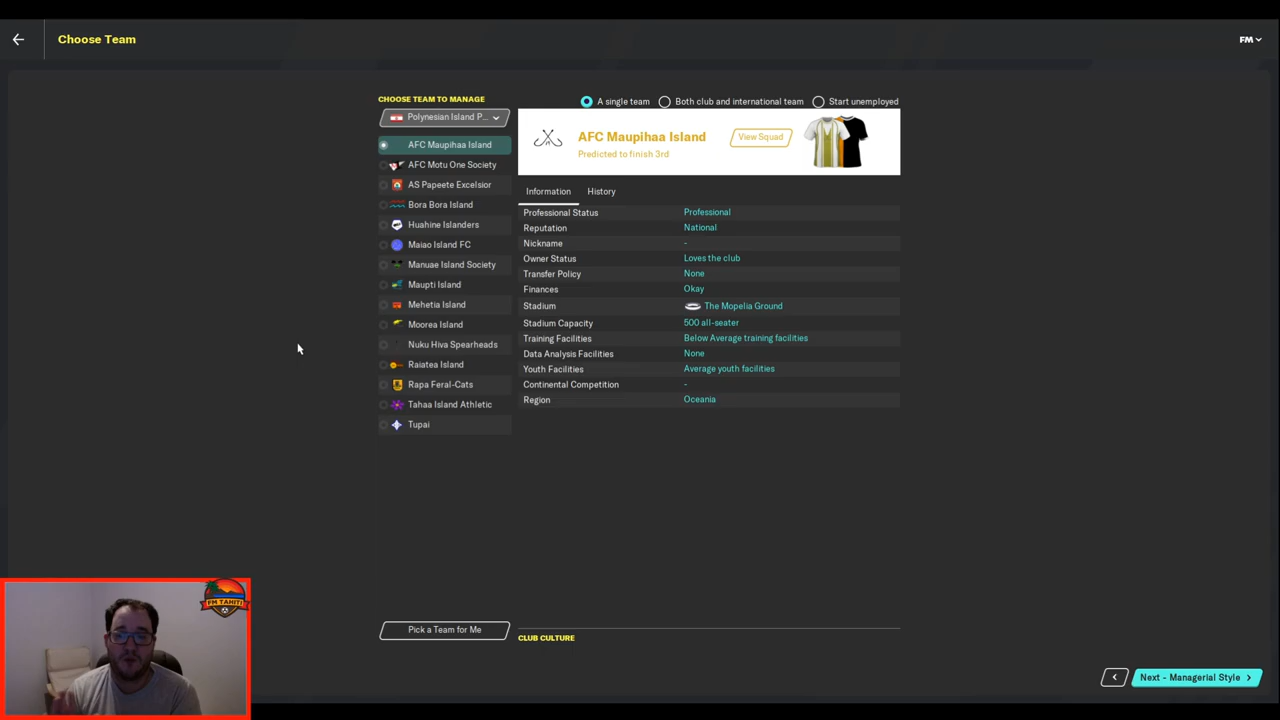 Choose Team
FM
CHOOSE TEAM TO MANAGE
A single team
Both club and international team
Start unemployed
Polynesian Island P...
AFC Maupihaa Island
AFC Motu One Society
AS Papeete Excelsior
Bora Bora Island
Huahine Islanders
Maiao Island FC
Manuae Island Society
Maupti Island
Mehetia Island
Moorea Island
Nuku Hiva Spearheads
Raiatea Island
Rapa Feral-Cats
Tahaa Island Athletic
Tupai
AFC Maupihaa Island
Predicted to finish 3rd
View Squad
Information History
Professional Status Professional
Reputation National
Nickname -
Owner Status Loves the club
Transfer Policy None
Finances Okay
Stadium The Mopelia Ground
Stadium Capacity 500 all-seater
Training Facilities Below Average training facilities
Data Analysis Facilities None
Youth Facilities Average youth facilities
Continental Competition -
Region Oceania
Pick a Team for Me
CLUB CULTURE
FM TAHITI
Next - Managerial Style